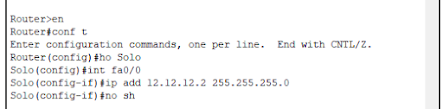 Router>en
Router#conf t
Enter configuration commands, one per line.  End with CNTL/Z.
Router(config)#ho Solo
Solo(config)#int fa0/0
Solo(config-if)#ip add 12.12.12.2 255.255.255.0
Solo(config-if)#no sh